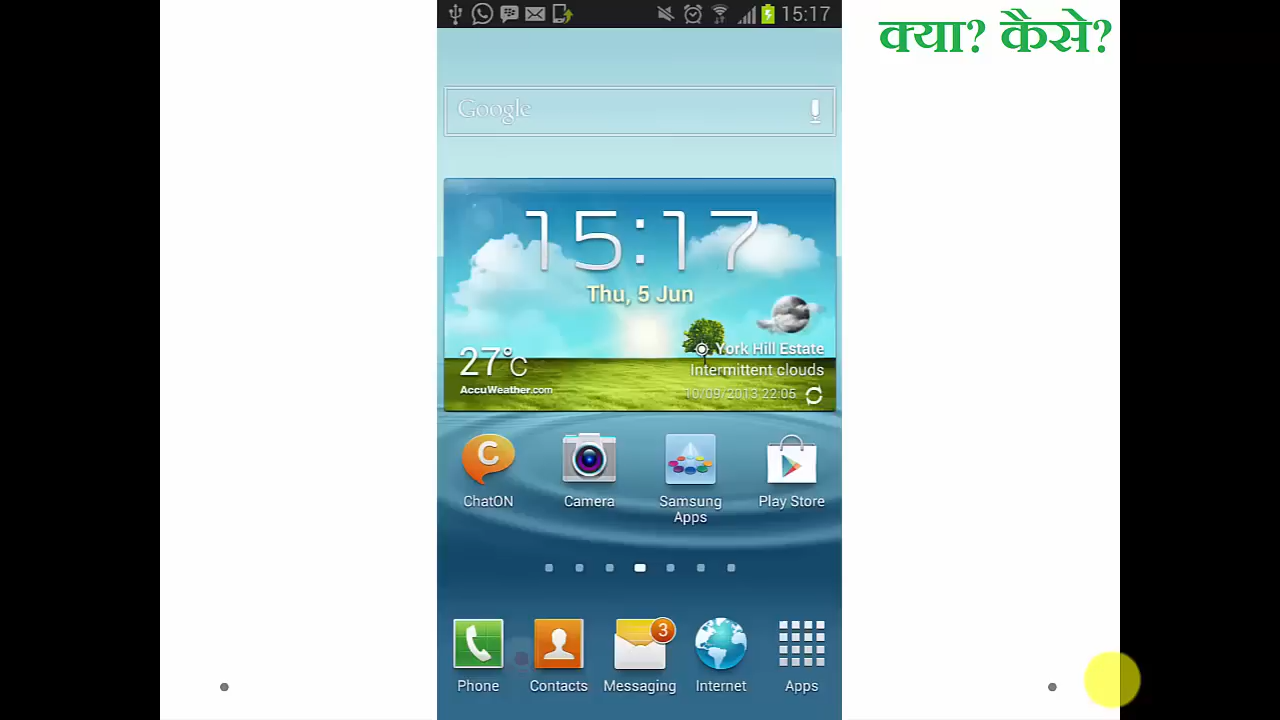 15:17
क्या? कैसे?
Google
15:17
Thu, 5 Jun
York Hill Estate
27°C
Intermittent clouds
AccuWeather.com
10/09/2013 22:06
C
ChatON
Camera
Samsung
Apps
Play Store
3
Phone
Contacts
Messaging
Internet
Apps